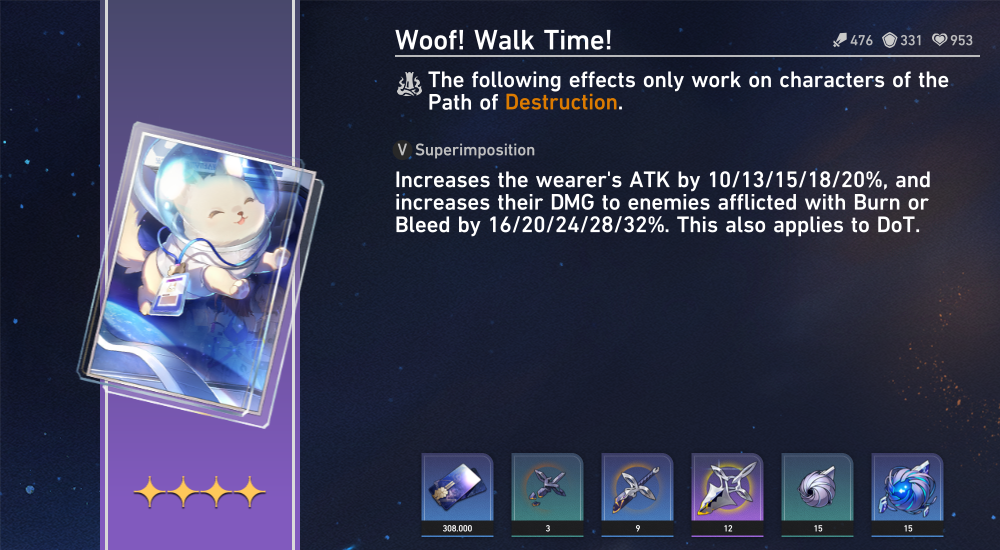 Woof! Walk Time!
476 331 953
The following effects only work on characters of the
Path of Destruction.
V Superimposition
Increases the wearer's ATK by 10/13/15/18/20%, and
increases their DMG to enemies afflicted with Burn or
Bleed by 16/20/24/28/32%. This also applies to DoT.
308.000 3 9 12 15 15